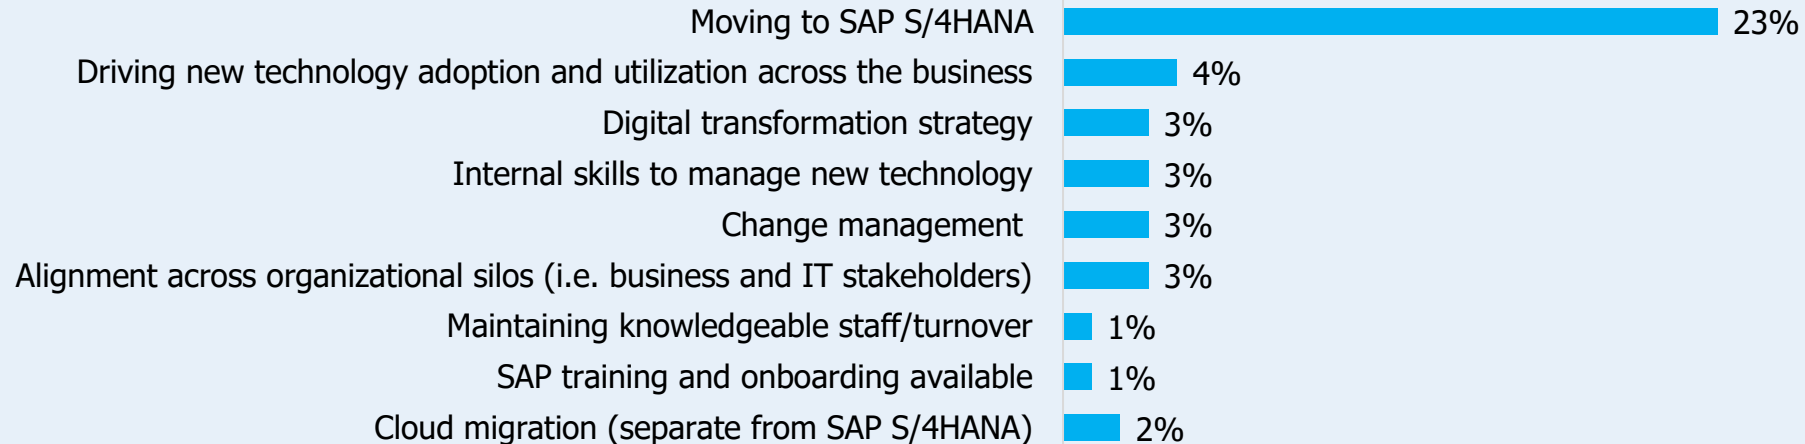 Moving to SAP S/4HANA 23%
Driving new technology adoption and utilization across the business 4%
Digital transformation strategy 3%
Internal skills to manage new technology 3%
Change management 3%
Alignment across organizational silos (i.e. business and IT stakeholders) 3%
Maintaining knowledgeable staff/turnover 1%
SAP training and onboarding available 1%
Cloud migration (separate from SAP S/4HANA) 2%